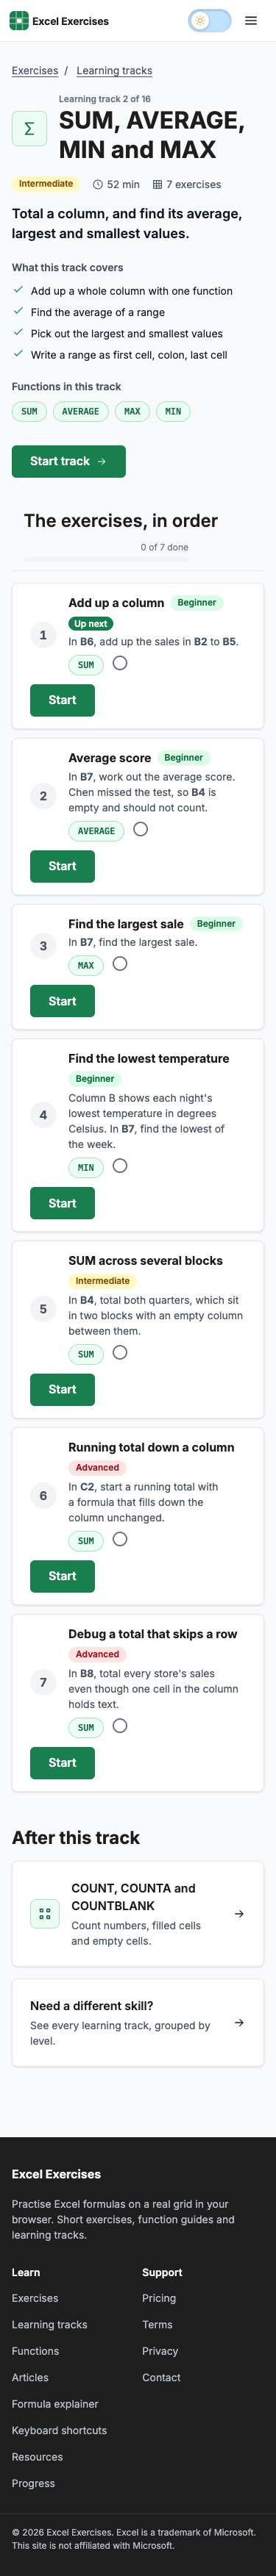 Excel Exercises
Exercises / Learning tracks
Learning track 2 of 16
Σ
SUM, AVERAGE,
MIN and MAX
Intermediate 52 min 7 exercises
Total a column, and find its average,
largest and smallest values.
What this track covers
Add up a whole column with one function
Find the average of a range
Pick out the largest and smallest values
Write a range as first cell, colon, last cell
Functions in this track
SUM AVERAGE MAX MIN
Start track →
The exercises, in order
0 of 7 done
1
Add up a column Beginner
Up next
In B6, add up the sales in B2 to B5.
SUM
Start
2
Average score Beginner
In B7, work out the average score.
Chen missed the test, so B4 is
empty and should not count.
AVERAGE
Start
3
Find the largest sale Beginner
In B7, find the largest sale.
MAX
Start
4
Find the lowest temperature
Beginner
Column B shows each night's
lowest temperature in degrees
Celsius. In B7, find the lowest of
the week.
MIN
Start
5
SUM across several blocks
Intermediate
In B4, total both quarters, which sit
in two blocks with an empty column
between them.
SUM
Start
6
Running total down a column
Advanced
In C2, start a running total with
a formula that fills down the
column unchanged.
SUM
Start
7
Debug a total that skips a row
Advanced
In B8, total every store's sales
even though one cell in the column
holds text.
SUM
Start
After this track
COUNT, COUNTA and
COUNTBLANK
Count numbers, filled cells
and empty cells.
→
Need a different skill?
See every learning track, grouped by
level.
→
Excel Exercises
Practise Excel formulas on a real grid in your
browser. Short exercises, function guides and
learning tracks.
Learn
Exercises
Learning tracks
Functions
Articles
Formula explainer
Keyboard shortcuts
Resources
Progress
Support
Pricing
Terms
Privacy
Contact
© 2026 Excel Exercises. Excel is a trademark of Microsoft.
This site is not affiliated with Microsoft.